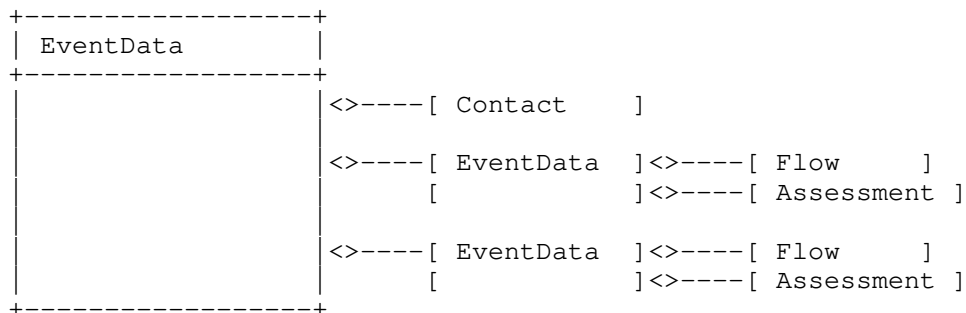 EventData
<>----[ Contact ]
<>----[ EventData ]<>----[ Flow ]
[ ]<>----[ Assessment ]
<>----[ EventData ]<>----[ Flow ]
[ ]<>----[ Assessment ]